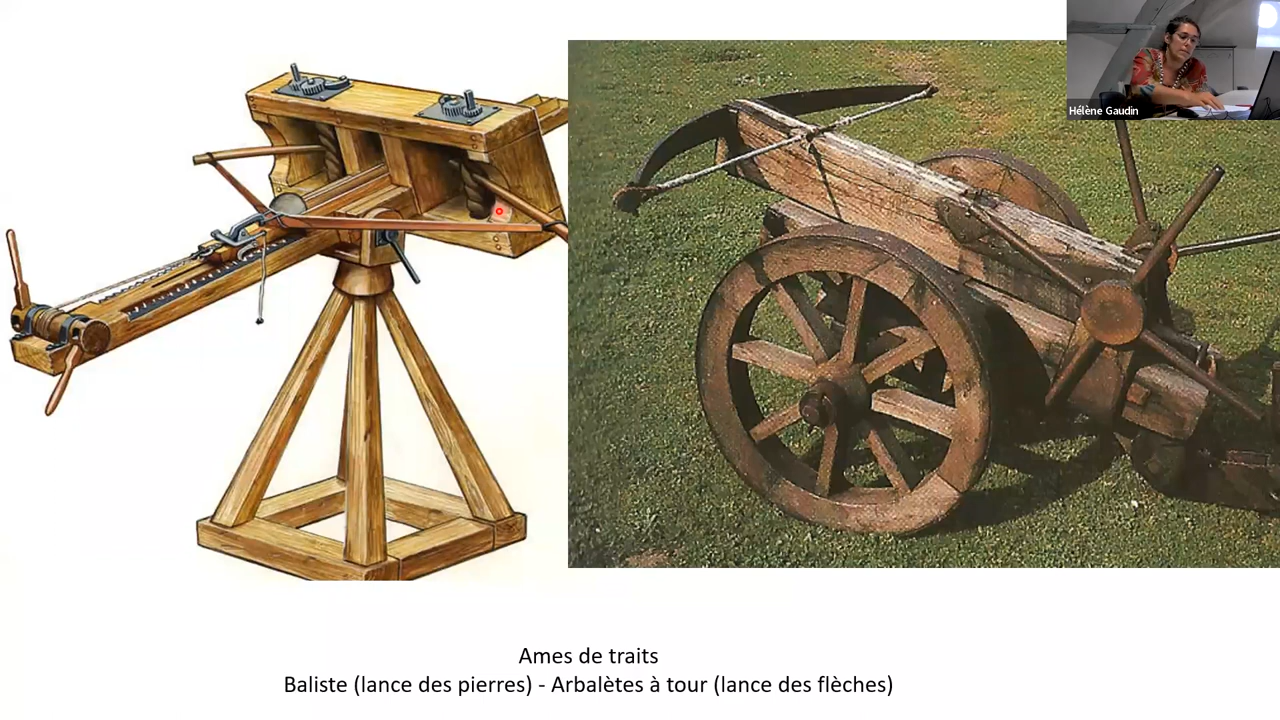 Hélène Gaudin
Ames de traits
Baliste (lance des pierres) - Arbalètes à tour (lance des flèches)